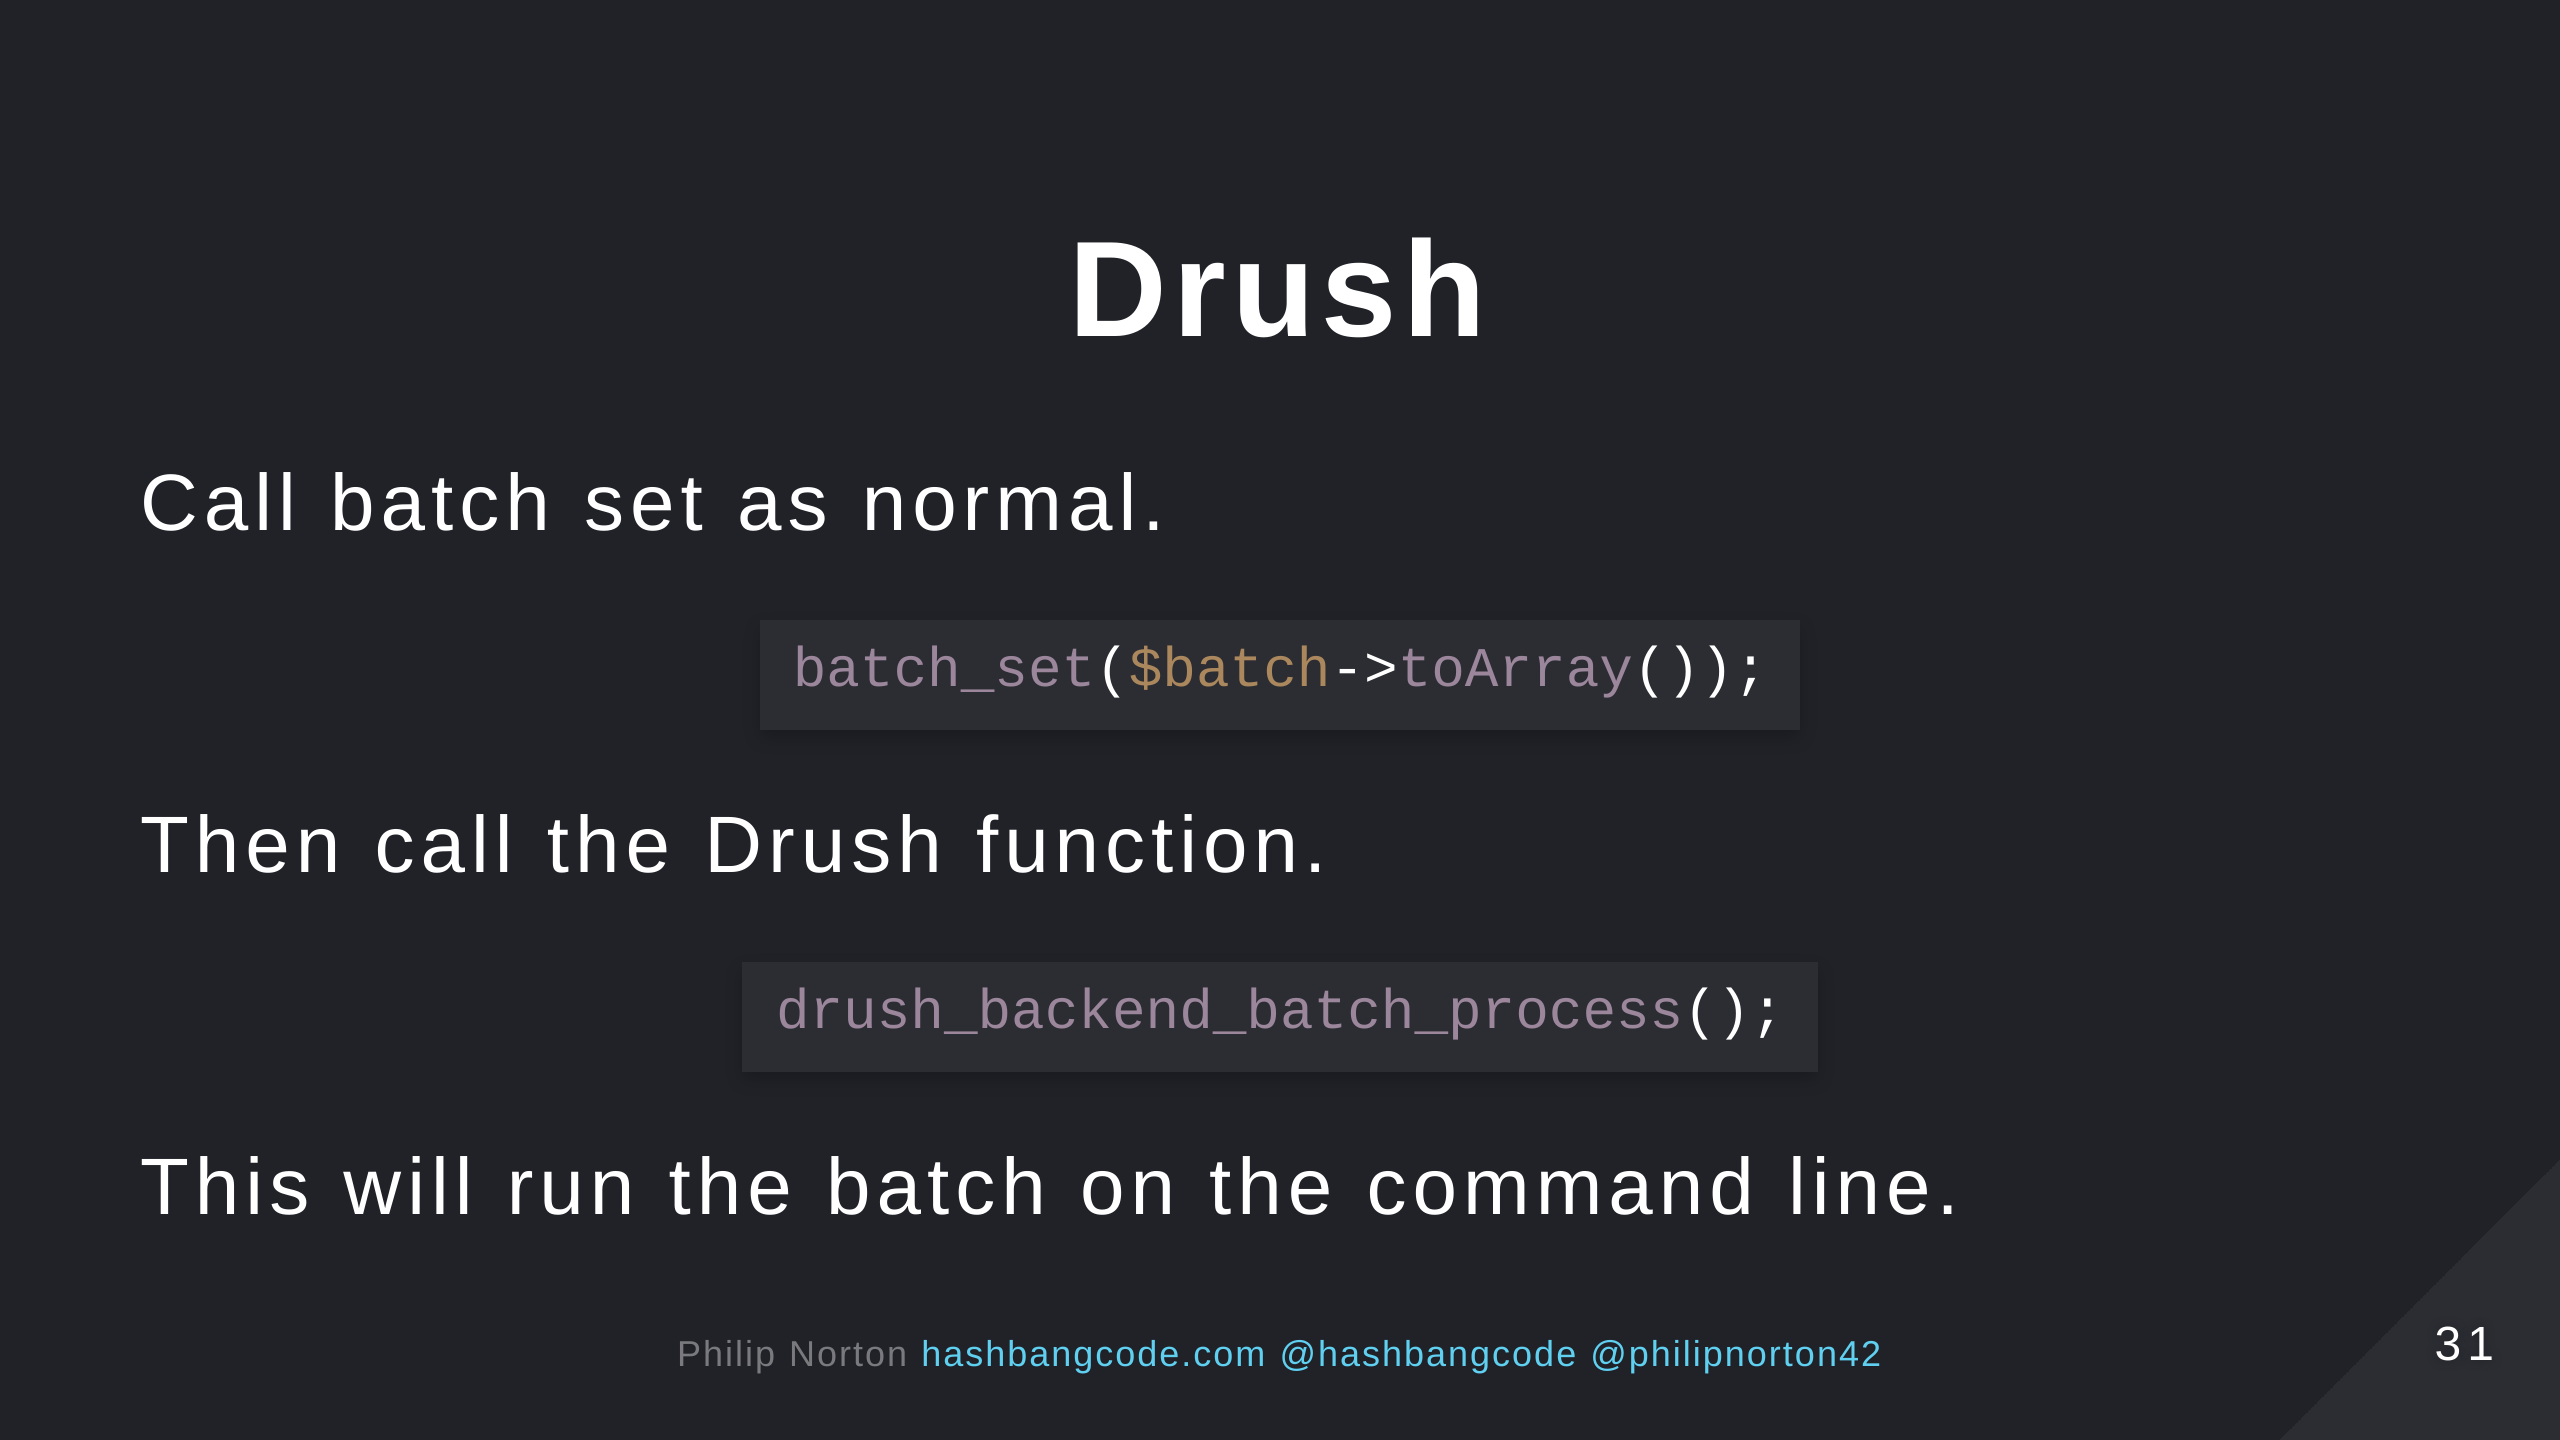 Drush
Call batch set as normal.
batch_set($batch->toArray());
Then call the Drush function.
drush_backend_batch_process();
This will run the batch on the command line.
Philip Norton hashbangcode.com @hashbangcode @philipnorton42
31